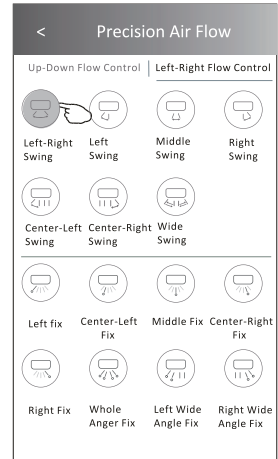 < Precision Air Flow
Up-Down Flow Control Left-Right Flow Control
Left-Right Left Middle Right
Swing Swing Swing Swing
Center-Left Center-Right Wide
Swing Swing Swing
Left fix Center-Left Middle Fix Center-Right
Fix Fix
Right Fix Whole Left Wide Right Wide
Anger Fix Angle Fix Angle Fix